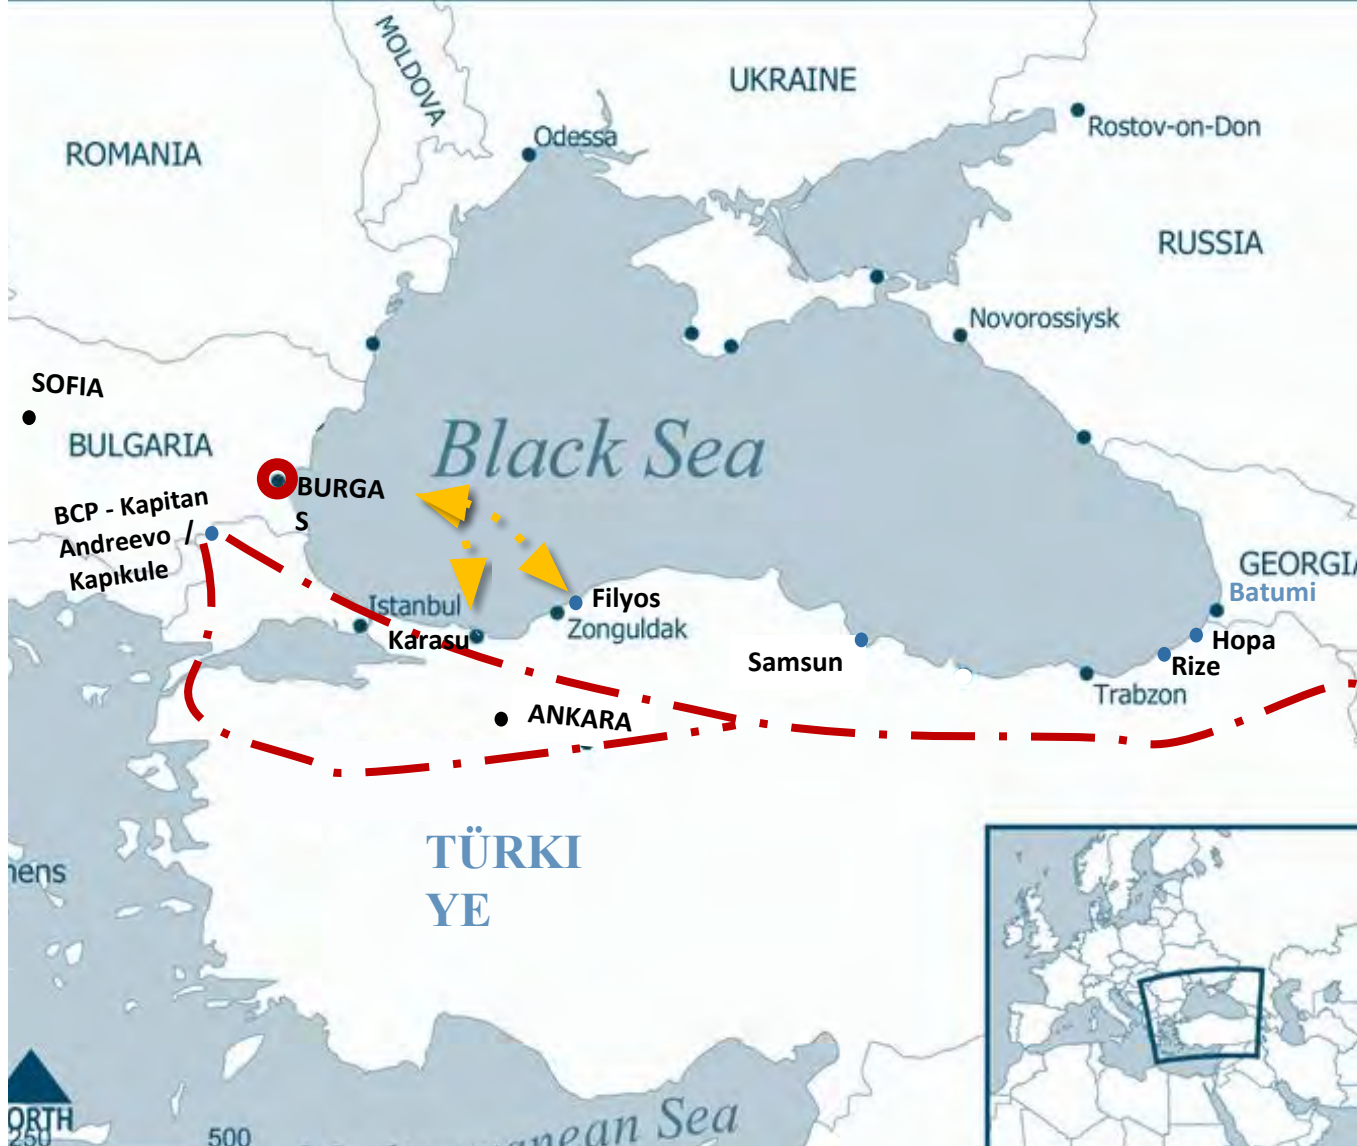 MOLDOVA
UKRAINE
ROMANIA
Odessa
Rostov-on-Don
RUSSIA
Novorossiysk
SOFIA
BULGARIA
Black Sea
BURGA
S
BCP - Kapitan
Andreevo /
Kapıkule
GEORGIA
Batumi
Istanbul
Karasu
Filyos
Zonguldak
Samsun
Hopa
Rize
Trabzon
ANKARA
TÜRKI
YE
hens
ORTH
250
500
nean Sea